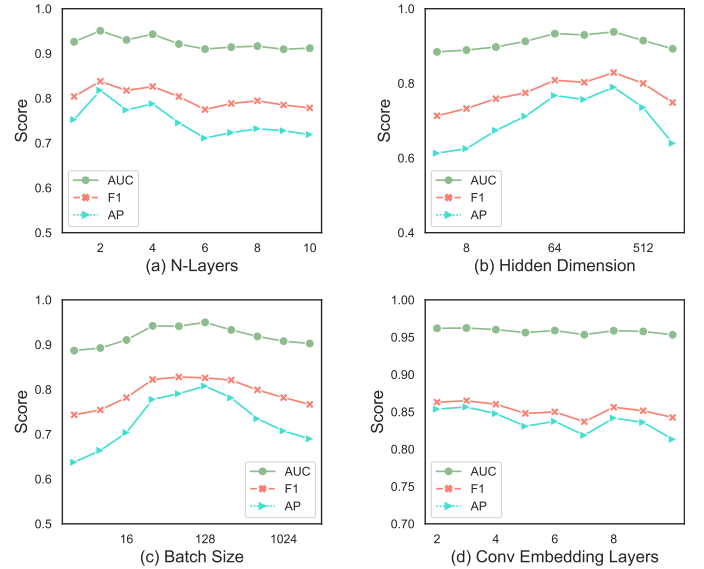 1.0
0.9
0.8
0.7
0.6
0.5
Score
AUC
F1
AP
2 4 6 8 10
(a) N-Layers
1.0
0.8
0.6
0.4
Score
AUC
F1
AP
8 64 512
(b) Hidden Dimension
1.0
0.9
0.8
0.7
0.6
0.5
Score
AUC
F1
AP
16 128 1024
(c) Batch Size
1.00
0.95
0.90
0.85
0.80
0.75
0.70
Score
AUC
F1
AP
2 4 6 8
(d) Conv Embedding Layers